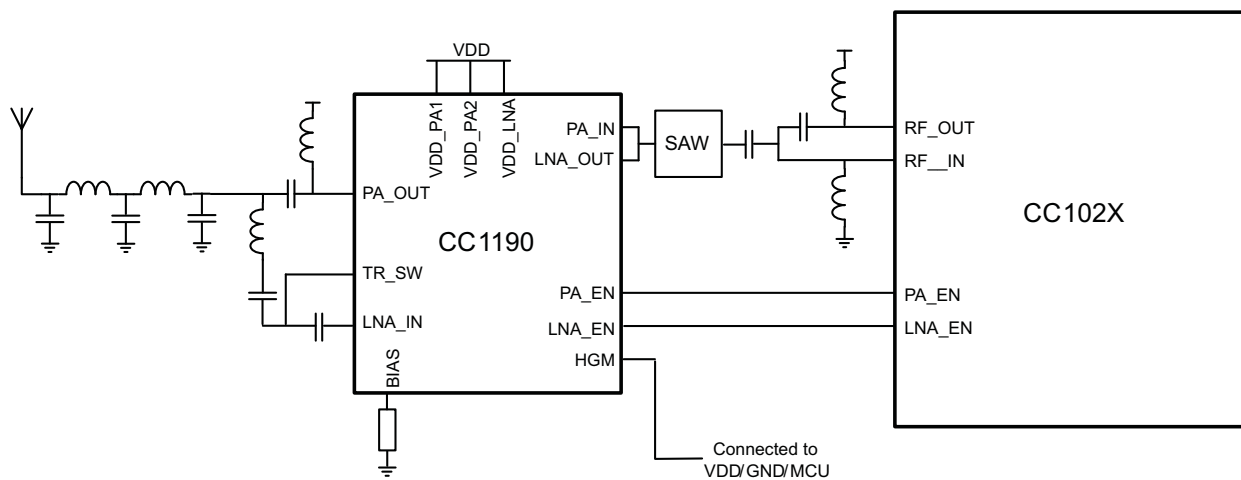 VDD
VDD_PA1
VDD_PA2
VDD_LNA
PA_IN
LNA_OUT
SAW
RF_OUT
RF__IN
PA_OUT
CC1190
CC102X
TR_SW
LNA_IN
BIAS
PA_EN
LNA_EN
HGM
PA_EN
LNA_EN
Connected to
VDD/GND/MCU